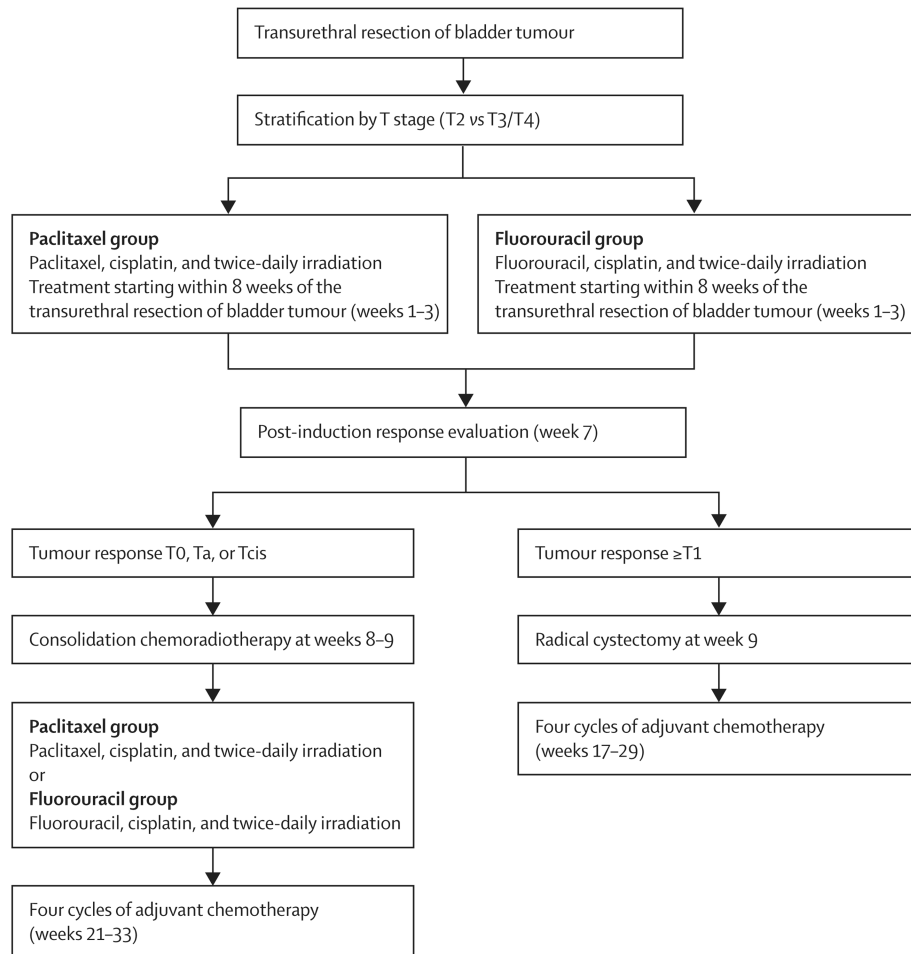 Transurethral resection of bladder tumour
Stratification by T stage (T2 vs T3/T4)
Paclitaxel group
Paclitaxel, cisplatin, and twice-daily irradiation
Treatment starting within 8 weeks of the
transurethral resection of bladder tumour (weeks 1–3)
Fluorouracil group
Fluorouracil, cisplatin, and twice-daily irradiation
Treatment starting within 8 weeks of the
transurethral resection of bladder tumour (weeks 1–3)
Post-induction response evaluation (week 7)
Tumour response T0, Ta, or Tcis
Tumour response ≥T1
Consolidation chemoradiotherapy at weeks 8–9
Radical cystectomy at week 9
Paclitaxel group
Paclitaxel, cisplatin, and twice-daily irradiation
or
Fluorouracil group
Fluorouracil, cisplatin, and twice-daily irradiation
Four cycles of adjuvant chemotherapy
(weeks 17–29)
Four cycles of adjuvant chemotherapy
(weeks 21–33)